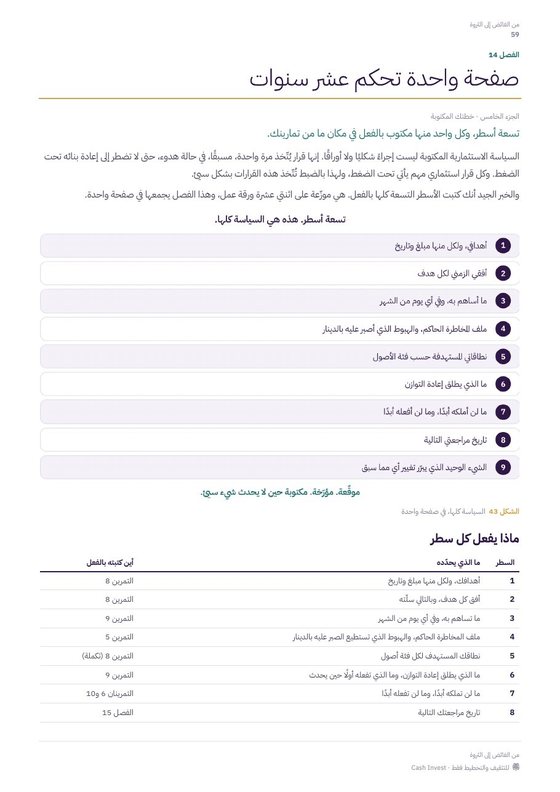 من الفائض إلى الثروة
59
الفصل 14
صفحة واحدة تحكم عشر سنوات
الجزء الخامس · خطتك المكتوبة
تسعة أسطر، وكل واحد منها مكتوب بالفعل في مكان ما من تمارينك.
السياسة الاستثمارية المكتوبة ليست إجراءً شكليًا ولا أوراقًا. إنها قرار يُتّخذ مرة واحدة، مسبقًا، في حالة هدوء، حتى لا تضطر إلى إعادة بنائه تحت
الضغط. وكل قرار استثماري مهم يأتي تحت الضغط، ولهذا بالضبط تُتّخذ هذه القرارات بشكل سيئ.
والخبر الجيد أنك كتبت الأسطر التسعة كلها بالفعل. هي موزّعة على اثنتي عشرة ورقة عمل، وهذا الفصل يجمعها في صفحة واحدة.
تسعة أسطر. هذه هي السياسة كلها.
1 أهدافي، ولكل منها مبلغ وتاريخ
2 أفقي الزمني لكل هدف
3 ما أساهم به، وفي أي يوم من الشهر
4 ملف المخاطرة الحاكم، والهبوط الذي أصبر عليه بالدينار
5 نطاقاتي المستهدفة حسب فئة الأصول
6 ما الذي يطلق إعادة التوازن
7 ما لن أملكه أبدًا، وما لن أفعله أبدًا
8 تاريخ مراجعتي التالية
9 الشيء الوحيد الذي يبرّر تغيير أي مما سبق
موقّعة. مؤرّخة. مكتوبة حين لا يحدث شيء سيئ.
الشكل 43 السياسة كلها، في صفحة واحدة
ماذا يفعل كل سطر
السطر ما الذي يحدّده أين كتبته بالفعل
1 أهدافك، ولكل منها مبلغ وتاريخ التمرين 8
2 أفق كل هدف، وبالتالي سلّته التمرين 8
3 ما تساهم به، وفي أي يوم من الشهر التمرين 9
4 ملف المخاطرة الحاكم، والهبوط الذي تستطيع الصبر عليه بالدينار التمرين 5
5 نطاقك المستهدف لكل فئة أصول التمرين 8 (تكملة)
6 ما الذي يطلق إعادة التوازن، وما الذي تفعله أولًا حين يحدث التمرين 9
7 ما لن تملكه أبدًا، وما لن تفعله أبدًا التمرينان 6 و10
8 تاريخ مراجعتك التالية الفصل 15
من الفائض إلى الثروة
للتثقيف والتخطيط فقط · Cash Invest